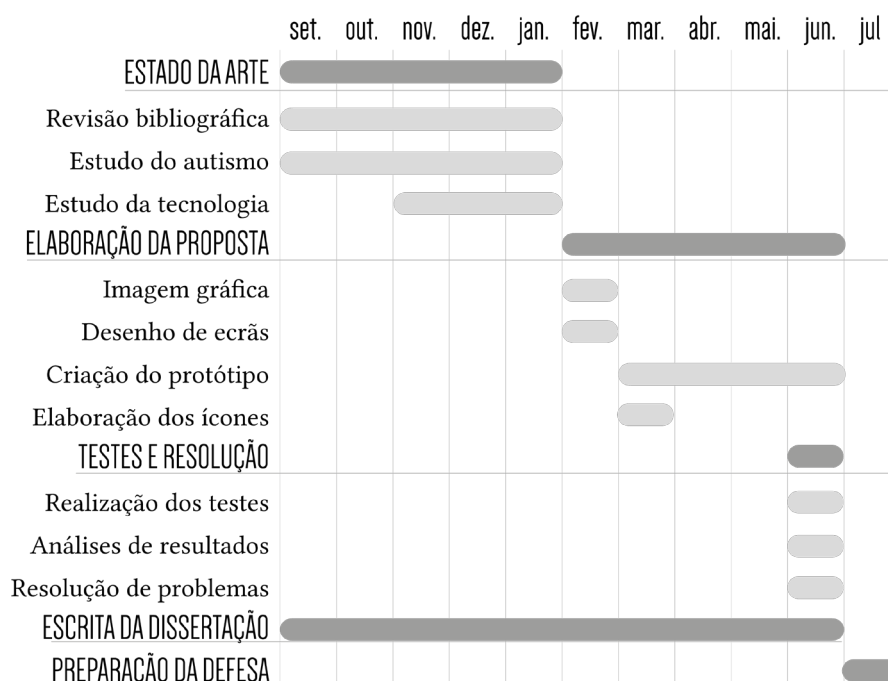 set. out. nov. dez. jan. fev. mar. abr. mai. jun. jul
ESTADO DA ARTE
Revisão bibliográfica
Estudo do autismo
Estudo da tecnologia
ELABORAÇÃO DA PROPOSTA
Imagem gráfica
Desenho de ecrãs
Criação do protótipo
Elaboração dos ícones
TESTES E RESOLUÇÃO
Realização dos testes
Análises de resultados
Resolução de problemas
ESCRITA DA DISSERTAÇÃO
PREPARAÇÃO DA DEFESA